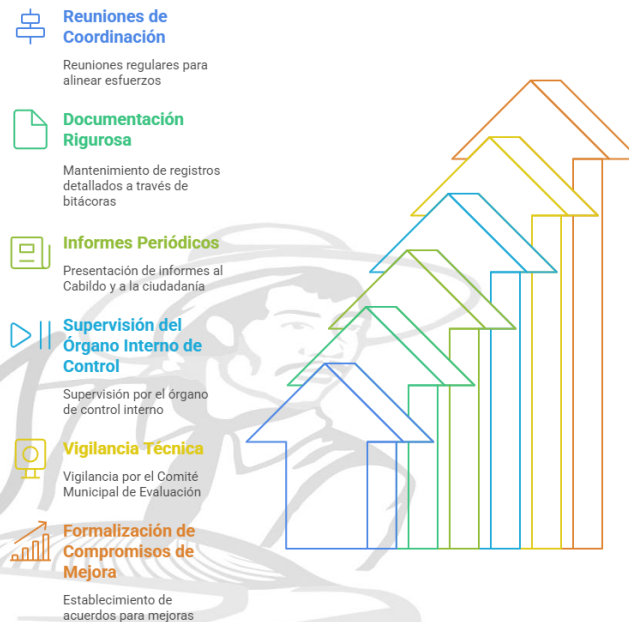 Reuniones de
Coordinación
Reuniones regulares para
alinear esfuerzos
Documentación
Rigurosa
Mantenimiento de registros
detallados a través de
bitácoras
Informes Periódicos
Presentación de informes al
Cabildo y a la ciudadanía
Supervisión del
Órgano Interno de
Control
Supervisión por el órgano
de control interno
Vigilancia Técnica
Vigilancia por el Comité
Municipal de Evaluación
Formalización de
Compromisos de
Mejora
Establecimiento de
acuerdos para mejoras